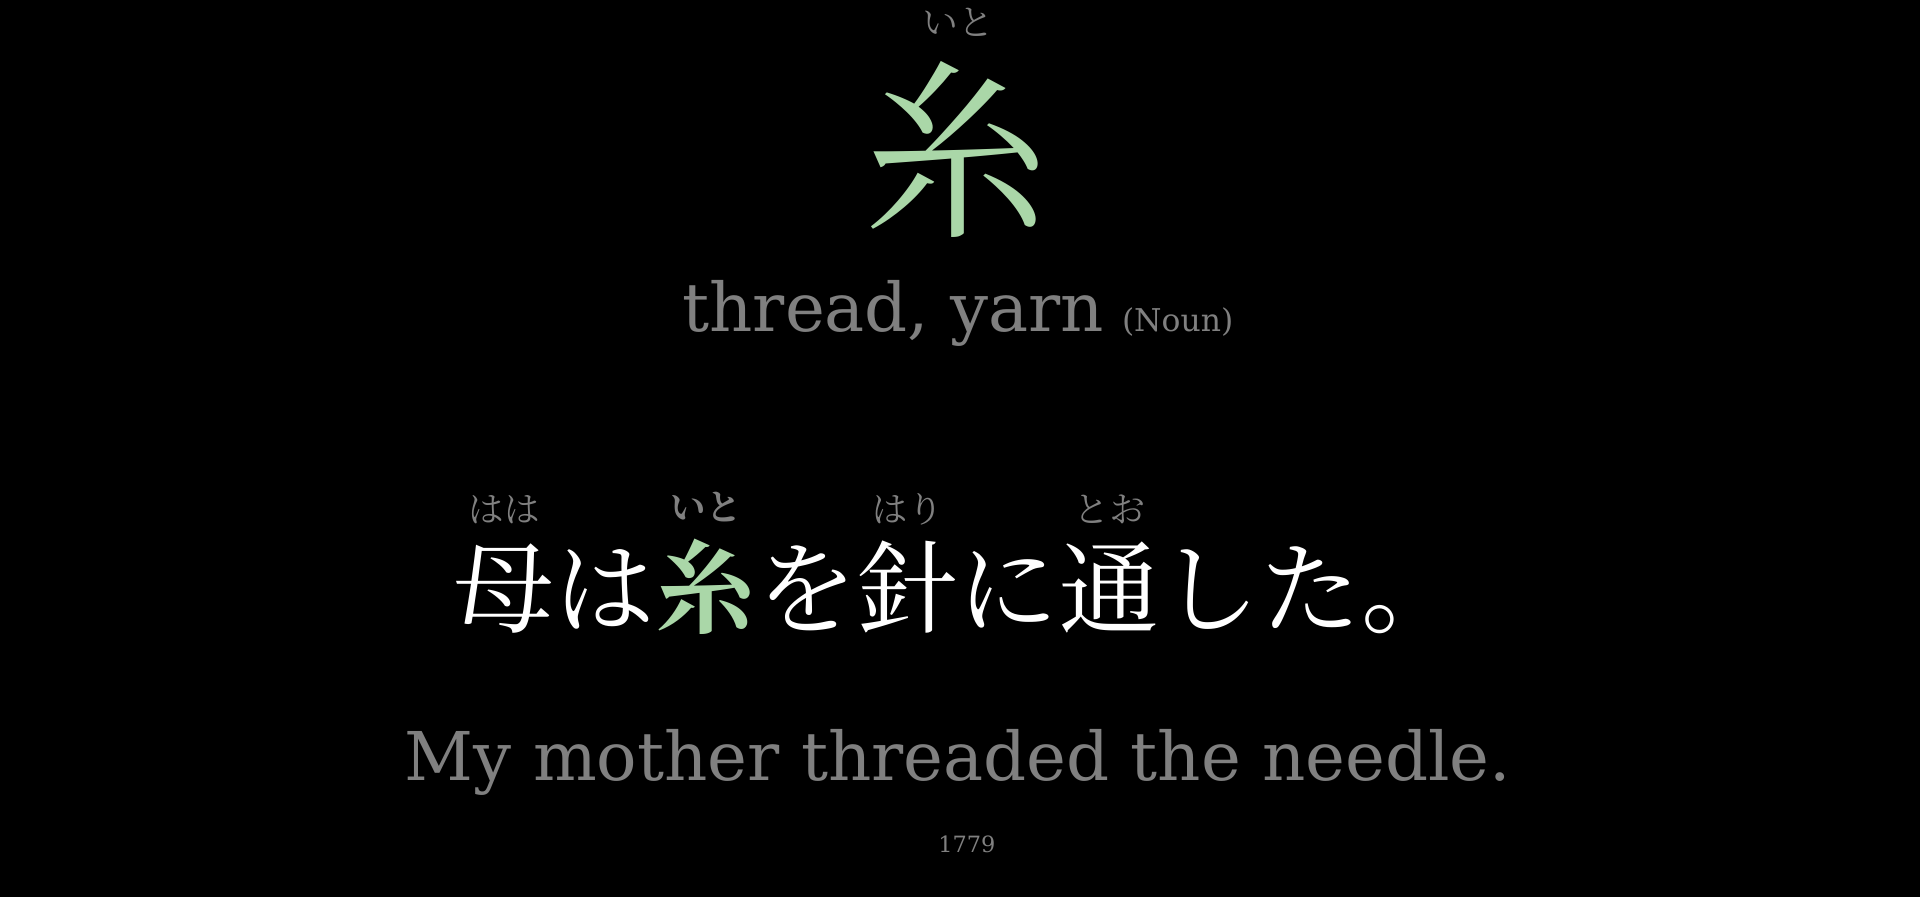 いと
糸
thread, yarn (Noun)
はは いと はり とお
母は糸を針に通した。
My mother threaded the needle.
1779